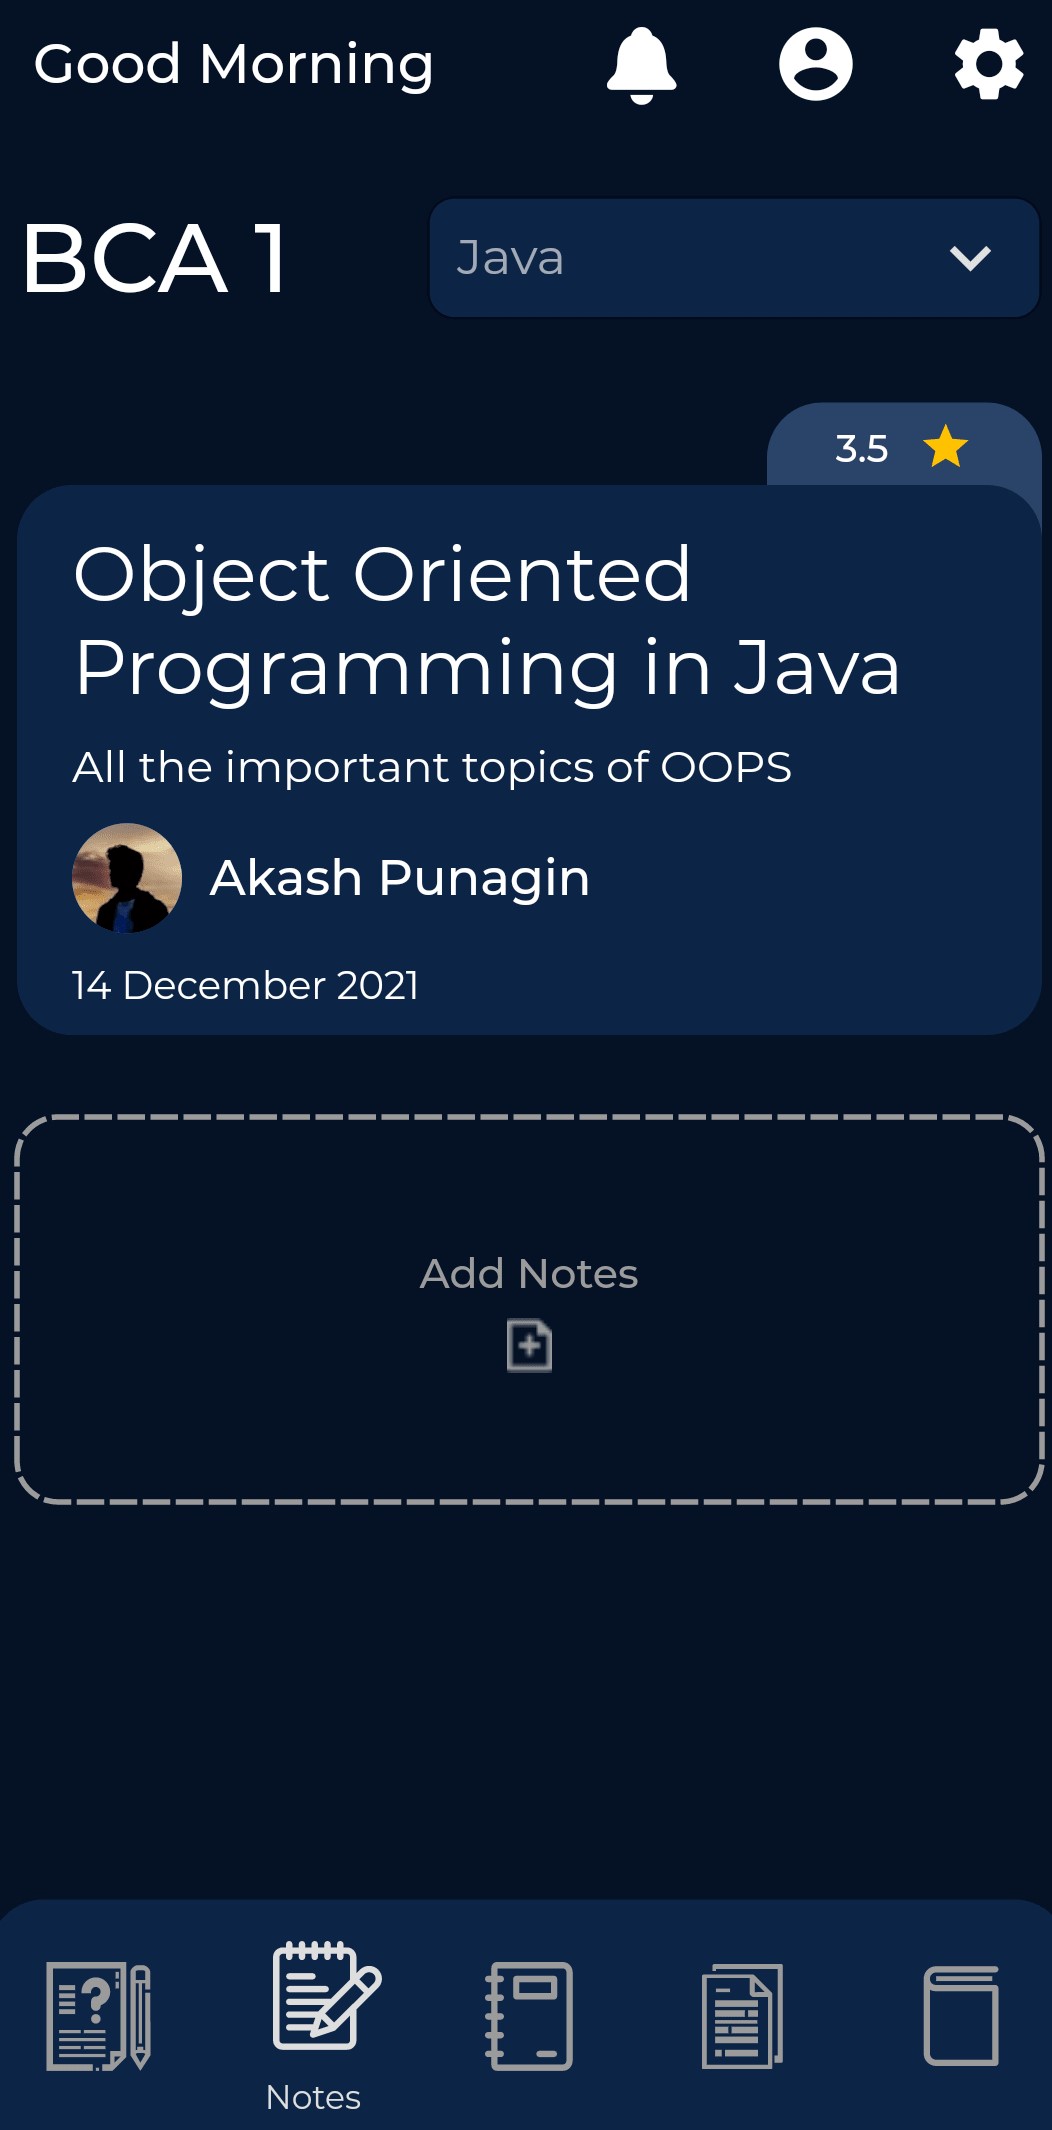 Good Morning
BCA 1
Java
3.5
Object Oriented
Programming in Java
All the important topics of OOPS
Akash Punagin
14 December 2021
Add Notes
?
Notes